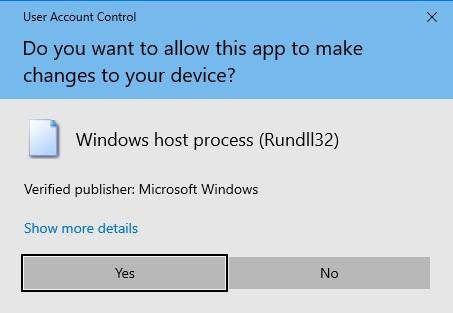 User Account Control
Do you want to allow this app to make
changes to your device?
Windows host process (Rundll32)
Verified publisher: Microsoft Windows
Show more details
Yes
No